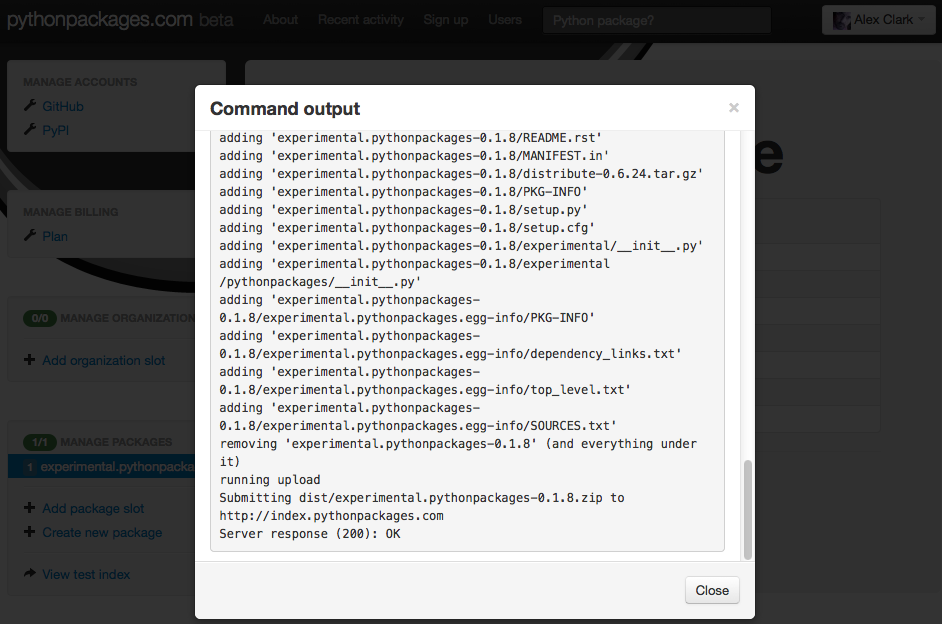 pythonpackages.com beta
About Recent activity Sign up Users Python package? Alex Clark
MANAGE ACCOUNTS
GitHub
PyPI
MANAGE BILLING
Plan
0/0 MANAGE ORGANIZATION
Add organization slot
1/1 MANAGE PACKAGES
1 experimental.pythonpacka
Add package slot
Create new package
View test index
e
Command output
×
adding 'experimental.pythonpackages-0.1.8/README.rst'
adding 'experimental.pythonpackages-0.1.8/MANIFEST.in'
adding 'experimental.pythonpackages-0.1.8/distribute-0.6.24.tar.gz'
adding 'experimental.pythonpackages-0.1.8/PKG-INFO'
adding 'experimental.pythonpackages-0.1.8/setup.py'
adding 'experimental.pythonpackages-0.1.8/setup.cfg'
adding 'experimental.pythonpackages-0.1.8/experimental/__init__.py'
adding 'experimental.pythonpackages-0.1.8/experimental
/pythonpackages/__init__.py'
adding 'experimental.pythonpackages-
0.1.8/experimental.pythonpackages.egg-info/PKG-INFO'
adding 'experimental.pythonpackages-
0.1.8/experimental.pythonpackages.egg-info/dependency_links.txt'
adding 'experimental.pythonpackages-
0.1.8/experimental.pythonpackages.egg-info/top_level.txt'
adding 'experimental.pythonpackages-
0.1.8/experimental.pythonpackages.egg-info/SOURCES.txt'
removing 'experimental.pythonpackages-0.1.8' (and everything under
it)
running upload
Submitting dist/experimental.pythonpackages-0.1.8.zip to
http://index.pythonpackages.com
Server response (200): OK
Close